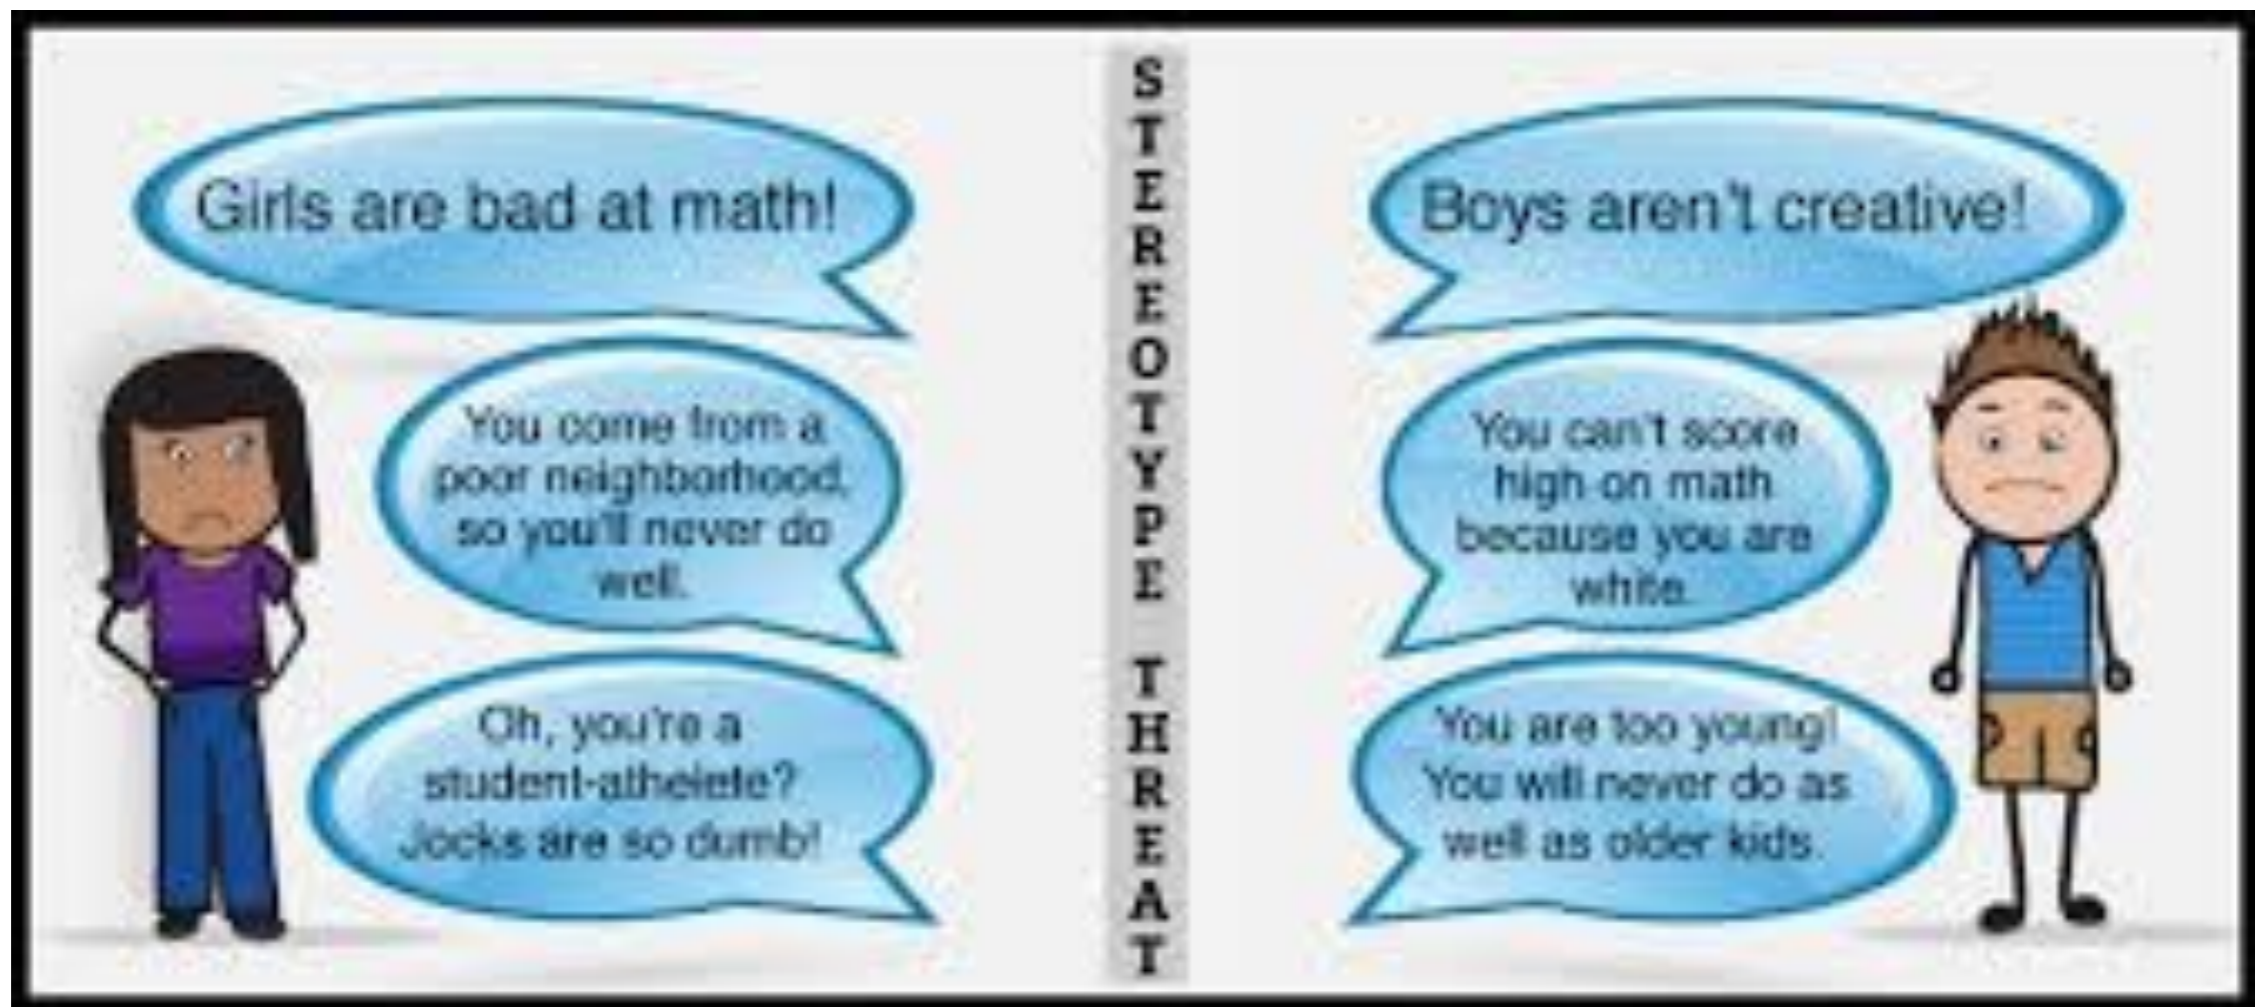 Girls are bad at math!
You come from a
poor neighborhood,
so you'll never do
well.
Oh, you're a
student-atheiete?
Jocks are so dumb!
STEREOTYPE THREAT
Boys aren't creative!
You can't score
high on math
because you are
white.
You are too young!
You will never do as
well as older kids.